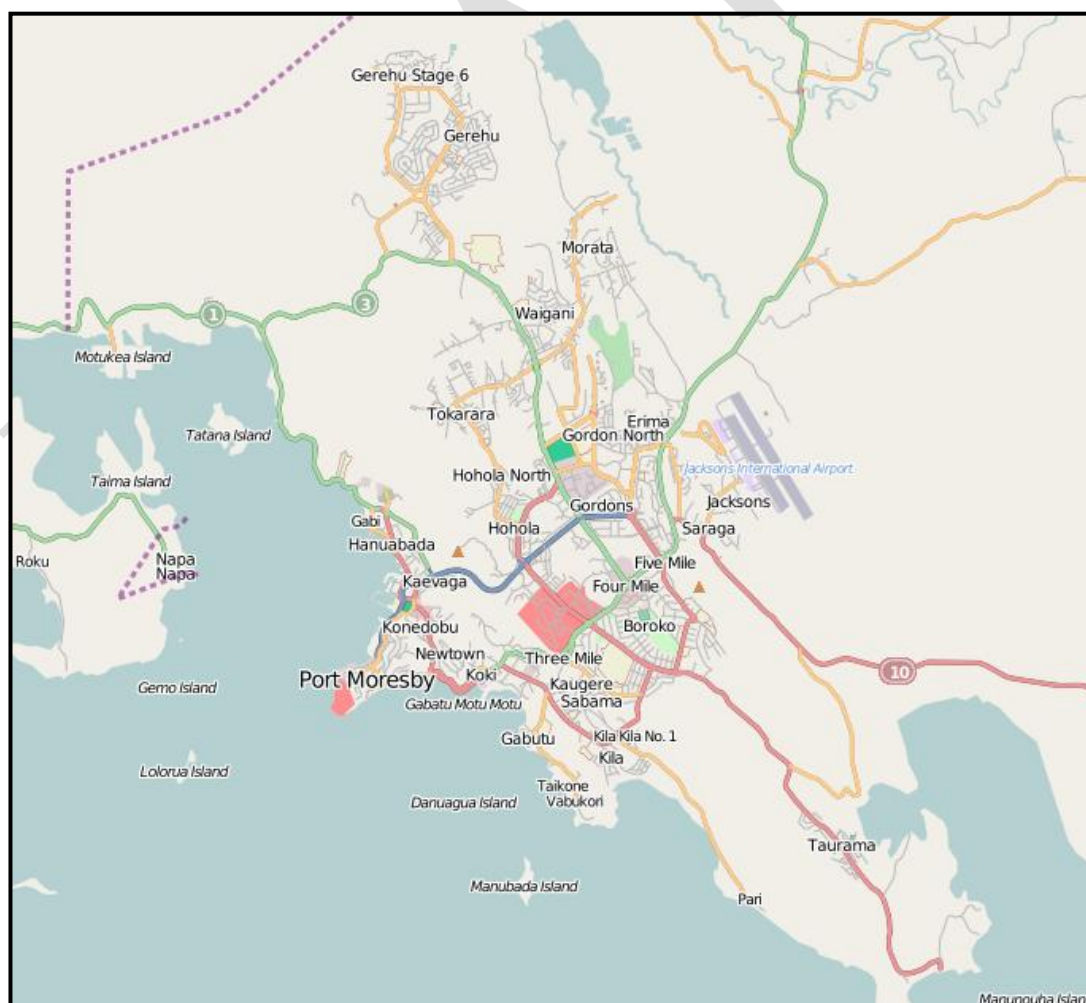 Gerehu Stage 6
Gerehu
Morata
1
3
Waigani
Motukea Island
Tokarara
Erima
Tatana Island
Gordon North
Jacksons International Airport
Hohola North
Taima Island
Jacksons
Gordons
Gabi
Hohola
Saraga
Hanuabada
Napa
Napa
Roku
Five Mile
Kaevaga
Four Mile
Konedobu
Boroko
Newtown
Three Mile
Koki
Port Moresby
10
Gemo Island
Kaugere
Sabama
Gabatu Motu Motu
Gabutu
Kila Kila No. 1
Kila
Lolorua Island
Taikone
Vabukori
Danuagua Island
Taurama
Manubada Island
Pari